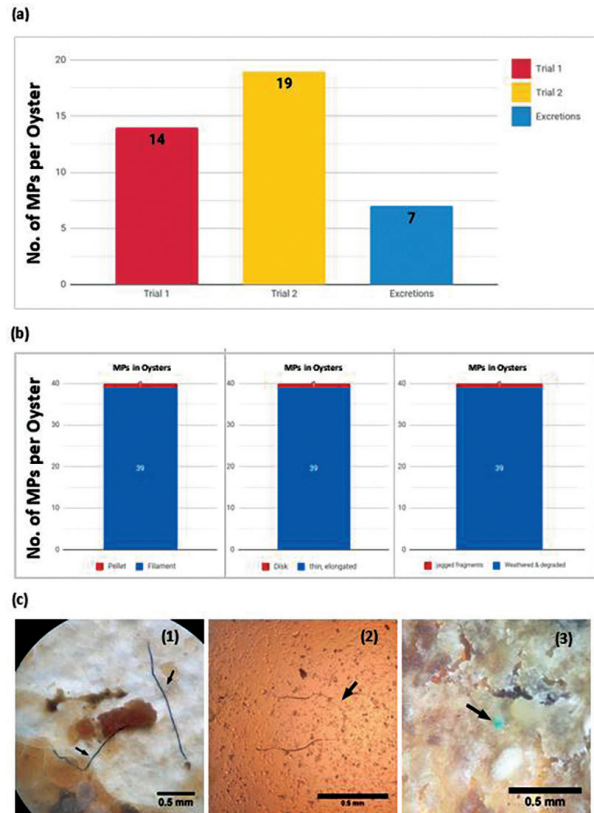 (a)
No. of MPs per Oyster
20
15
10
5
0
14
19
7
Trial 1
Trial 2
Excretions
Trial 1
Trial 2
Excretions
(b)
No. of MPs per Oyster
MPs in Oysters
40
30
20
10
0
39
Pellet
Filament
MPs in Oysters
40
30
20
10
0
39
Disk
thin, elongated
MPs in Oysters
40
30
20
10
0
39
jagged fragments
Weathered & degraded
(c)
(1)
0.5 mm
(2)
0.5 mm
(3)
0.5 mm